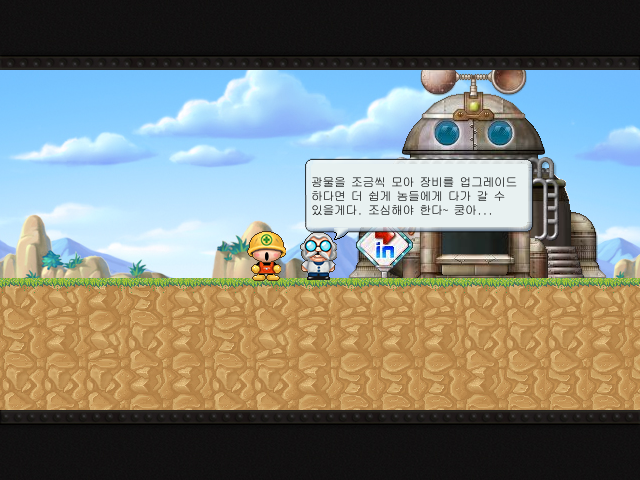 광물을 조금씩 모아 장비를 업그레이드
하다면 더 쉽게 놈들에게 다가 갈 수
있을게다. 조심해야 한다~ 쿵아...
in